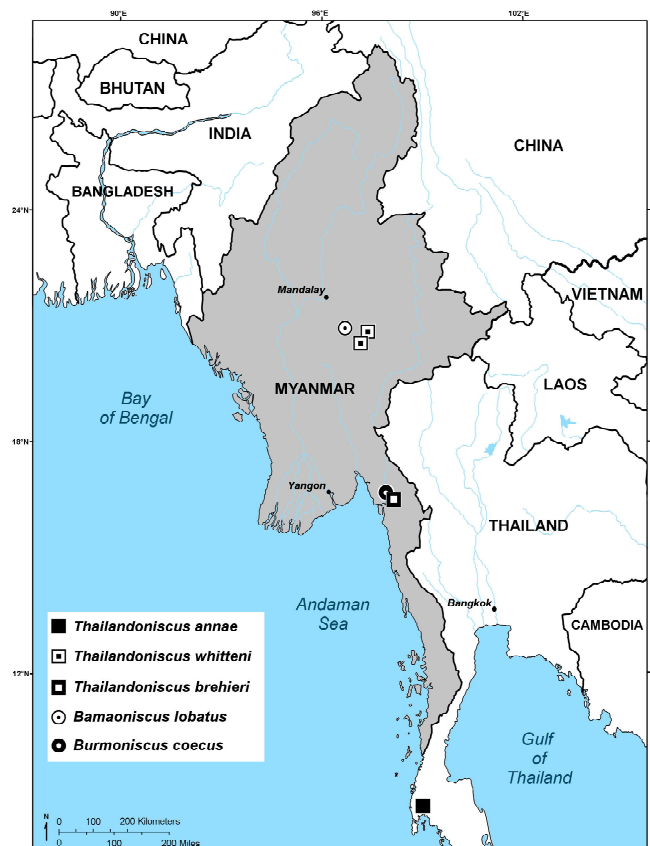 90°E 96°E 102°E
CHINA
BHUTAN
INDIA
CHINA
BANGLADESH
24°N
Mandalay
VIETNAM
MYANMAR
LAOS
Bay
of Bengal
18°N
Yangon
THAILAND
Andaman
Sea
Bangkok
CAMBODIA
Thailandoniscus annae
Thailandoniscus whitteni
Thailandoniscus brehieri
Bamaoniscus lobatus
Burmoniscus coecus
12°N
Gulf
of
Thailand
N
0 100 200 Kilometers
0 100 200 Miles